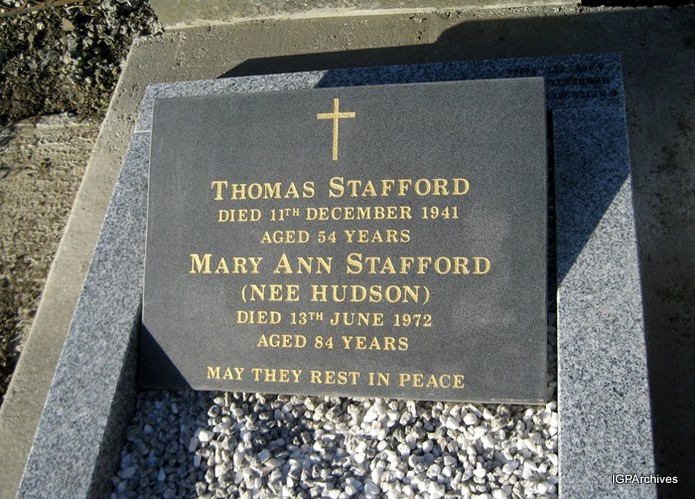 THOMAS STAFFORD
DIED 11TH DECEMBER 1941
AGED 54 YEARS
MARY ANN STAFFORD
(NEE HUDSON)
DIED 13TH JUNE 1972
AGED 84 YEARS
MAY THEY REST IN PEACE
IGPArchives